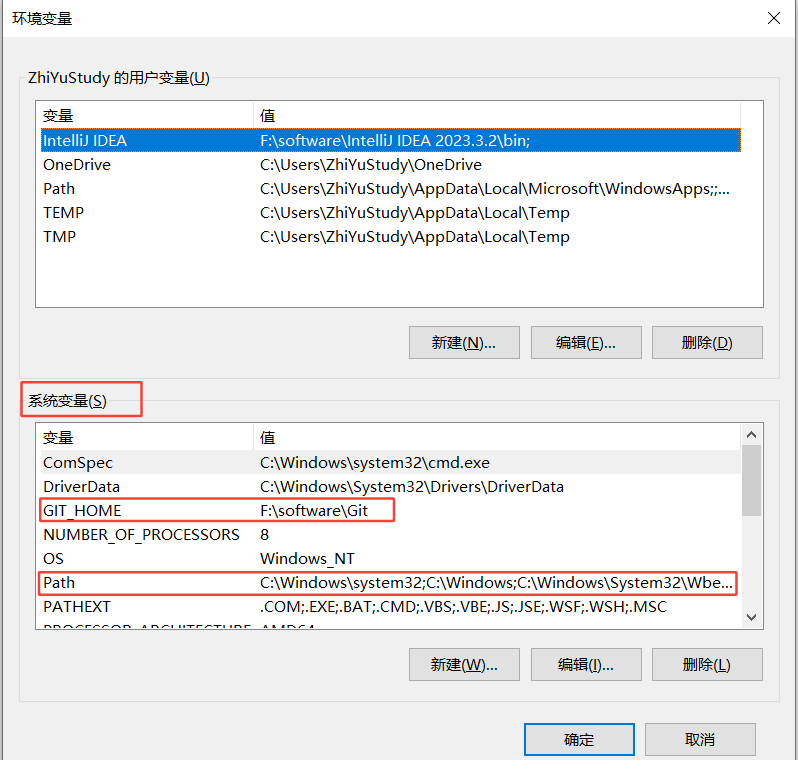 环境变量
ZhiYuStudy 的用户变量(U)
变量 值
IntelliJ IDEA F:\software\IntelliJ IDEA 2023.3.2\bin;
OneDrive C:\Users\ZhiYuStudy\OneDrive
Path C:\Users\ZhiYuStudy\AppData\Local\Microsoft\WindowsApps;;...
TEMP C:\Users\ZhiYuStudy\AppData\Local\Temp
TMP C:\Users\ZhiYuStudy\AppData\Local\Temp
新建(N)... 编辑(E)... 删除(D)
系统变量(S)
变量 值
ComSpec C:\Windows\system32\cmd.exe
DriverData C:\Windows\System32\Drivers\DriverData
GIT_HOME F:\software\Git
NUMBER_OF_PROCESSORS 8
OS Windows_NT
Path C:\Windows\system32;C:\Windows;C:\Windows\System32\Wbe...
PATHEXT .COM;.EXE;.BAT;.CMD;.VBS;.VBE;.JS;.JSE;.WSF;.WSH;.MSC
PROCESSOR_ARCHITECTURE AMD64
新建(W)... 编辑(I)... 删除(L)
确定 取消